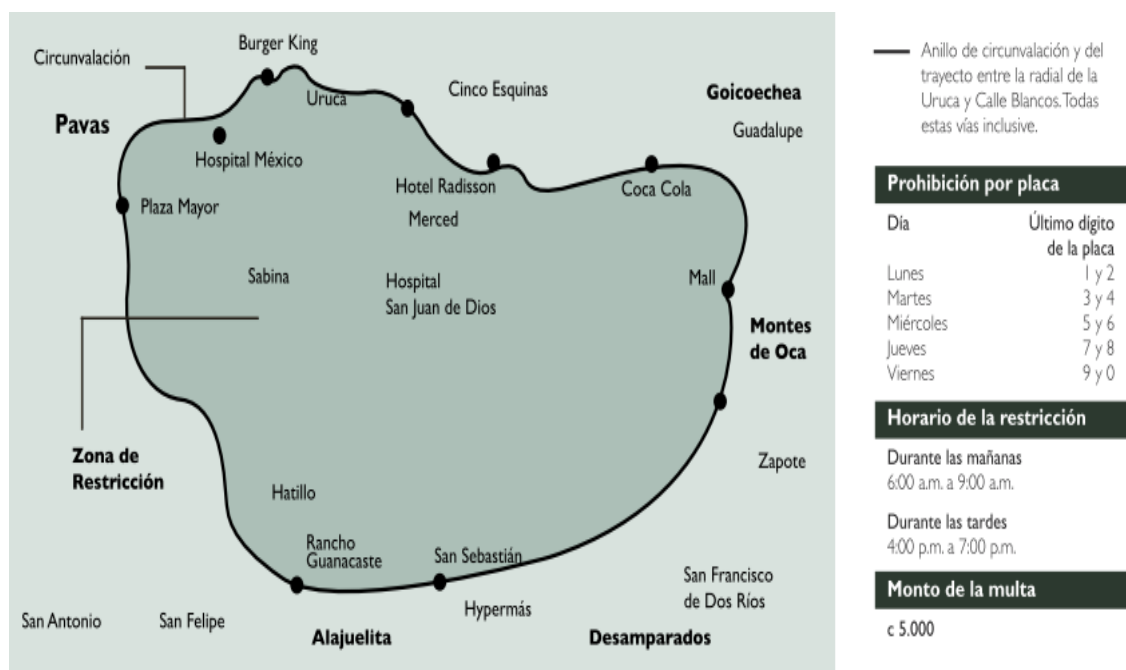 Burger King
Circunvalación
Uruca
Cinco Esquinas
Goicoechea
Pavas
Guadalupe
Hospital México
Hotel Radisson
Coca Cola
Plaza Mayor
Merced
Sabina
Hospital
San Juan de Dios
Mall
Montes
de Oca
Zona de
Restricción
Zapote
Hatillo
Rancho
Guanacaste
San Sebastián
San Francisco
de Dos Ríos
Hypermás
San Antonio
San Felipe
Alajuelita
Desamparados
Anillo de circunvalación y del
trayecto entre la radial de la
Uruca y Calle Blancos. Todas
estas vías inclusive.
Prohibición por placa
Día Último dígito
de la placa
Lunes 1 y 2
Martes 3 y 4
Miércoles 5 y 6
Jueves 7 y 8
Viernes 9 y 0
Horario de la restricción
Durante las mañanas
6:00 a.m. a 9:00 a.m.
Durante las tardes
4:00 p.m. a 7:00 p.m.
Monto de la multa
c 5.000